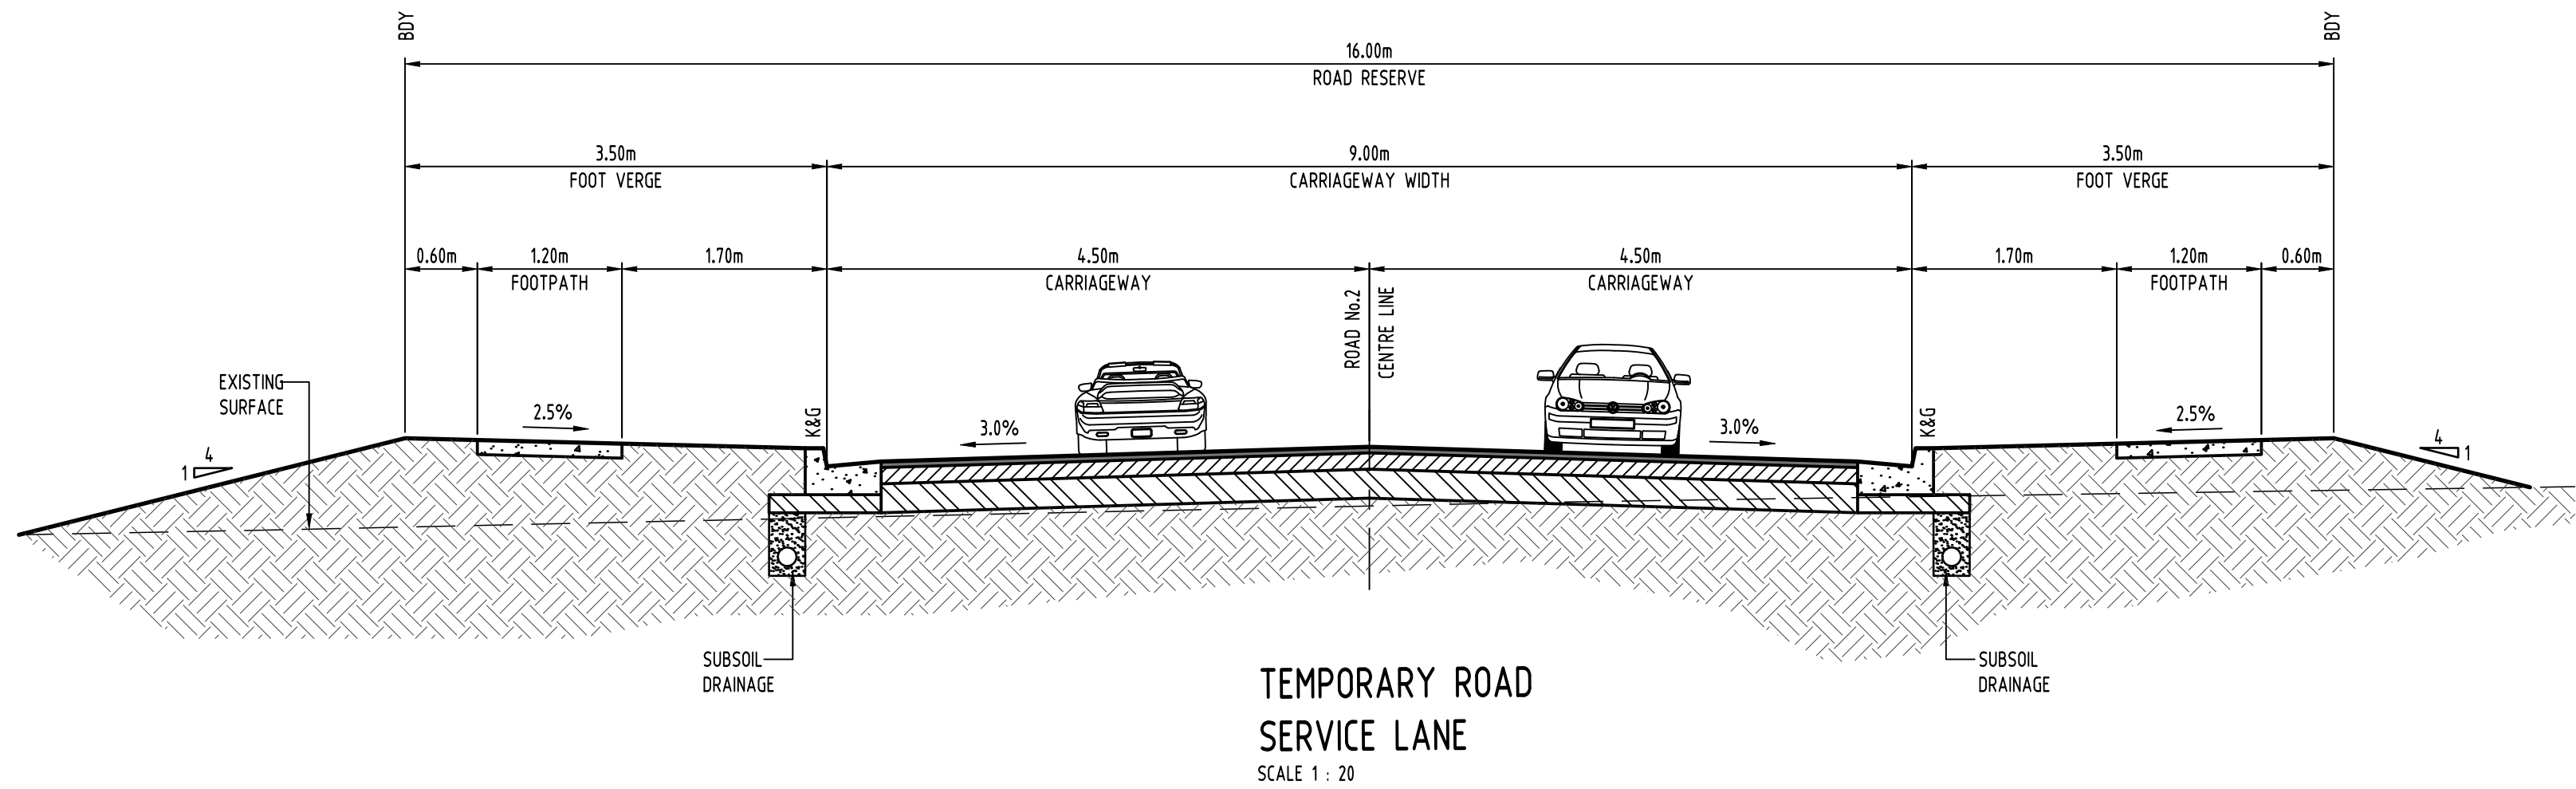 BDY
BDY
16.00m
ROAD RESERVE
3.50m
FOOT VERGE
9.00m
CARRIAGEWAY WIDTH
3.50m
FOOT VERGE
0.60m
1.20m
FOOTPATH
1.70m
4.50m
CARRIAGEWAY
4.50m
CARRIAGEWAY
1.70m
1.20m
FOOTPATH
0.60m
ROAD No.2
CENTRE LINE
EXISTING
SURFACE
2.5%
K&G
3.0%
3.0%
K&G
2.5%
4
1
4
1
SUBSOIL
DRAINAGE
SUBSOIL
DRAINAGE
TEMPORARY ROAD
SERVICE LANE
SCALE 1 : 20